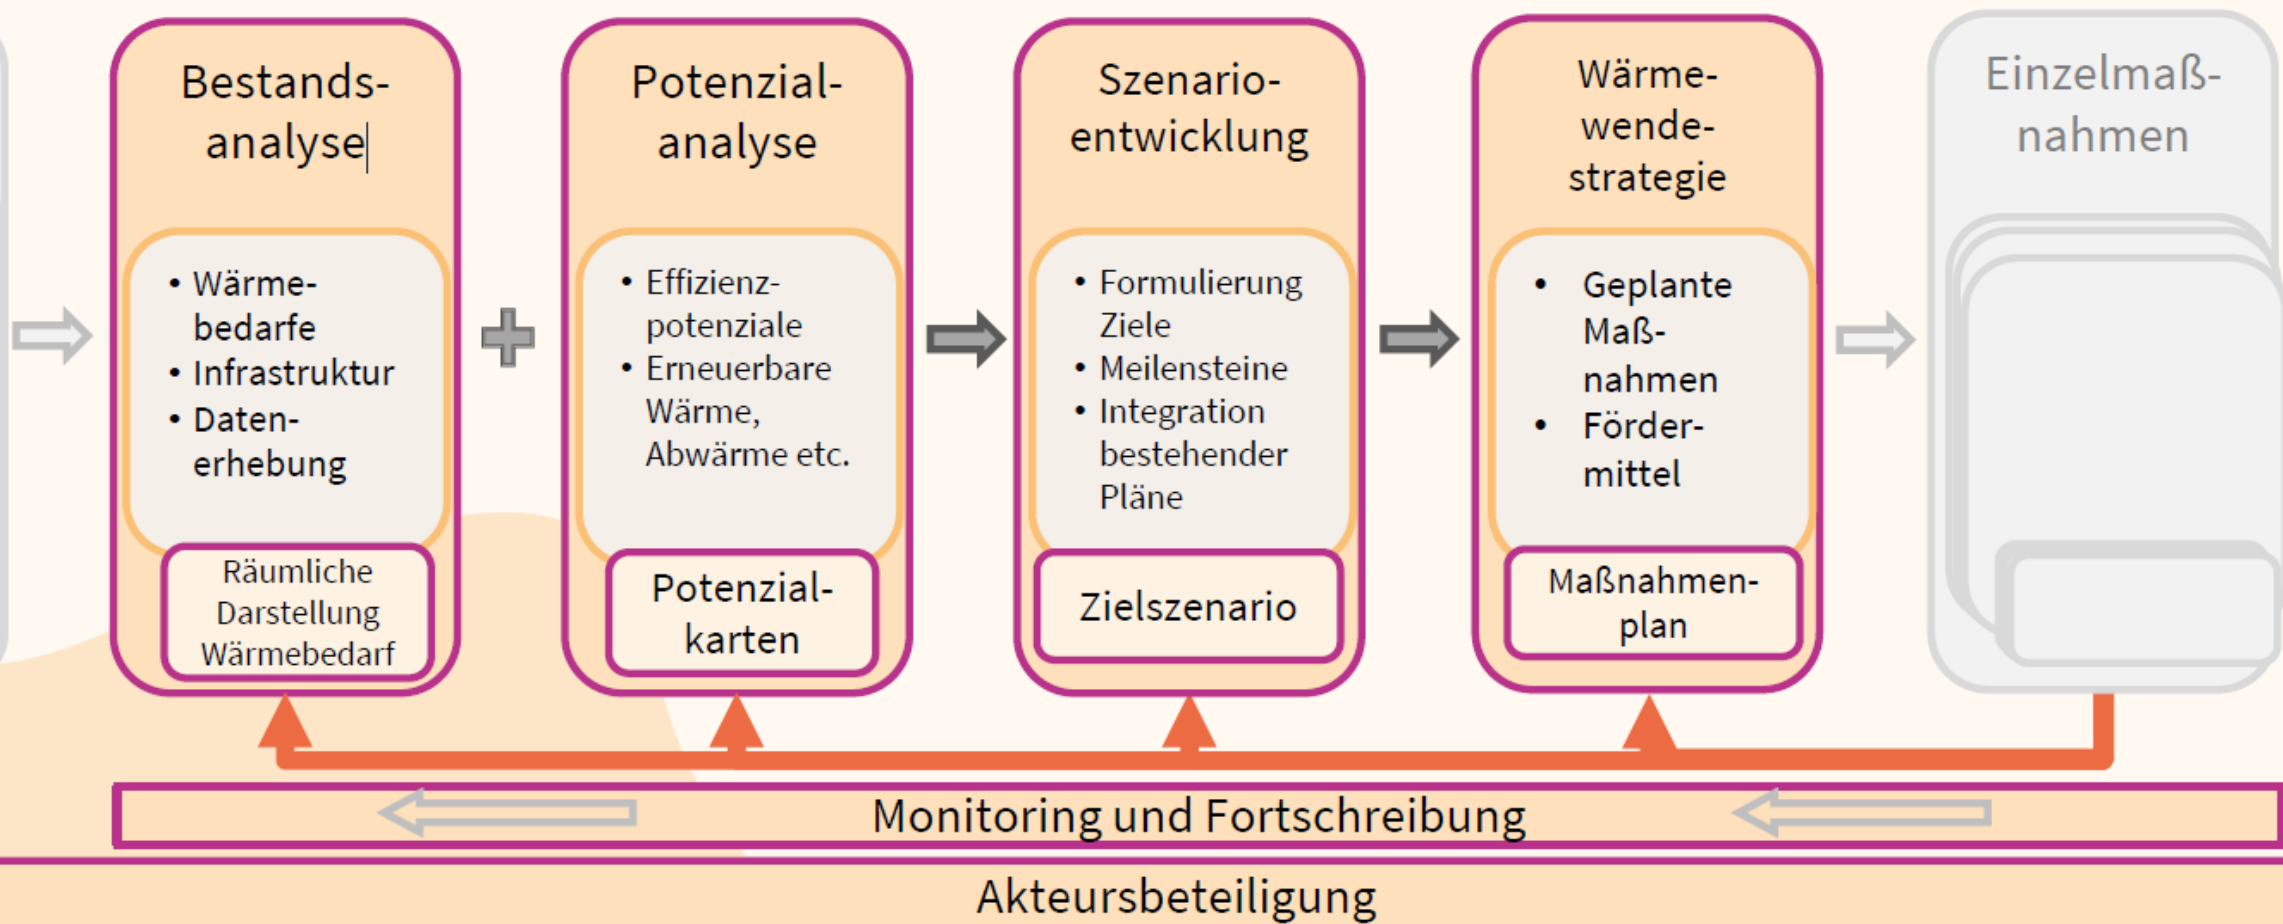 Bestands-
analyse
• Wärme-
bedarfe
• Infrastruktur
• Daten-
erhebung
Räumliche
Darstellung
Wärmebedarf
Potenzial-
analyse
• Effizienz-
potenziale
• Erneuerbare
Wärme,
Abwärme etc.
Potenzial-
karten
Szenario-
entwicklung
• Formulierung
Ziele
• Meilensteine
• Integration
bestehender
Pläne
Zielszenario
Wärme-
wende-
strategie
• Geplante
Maß-
nahmen
• Förder-
mittel
Maßnahmen-
plan
Einzelmaß-
nahmen
Monitoring und Fortschreibung
Akteursbeteiligung